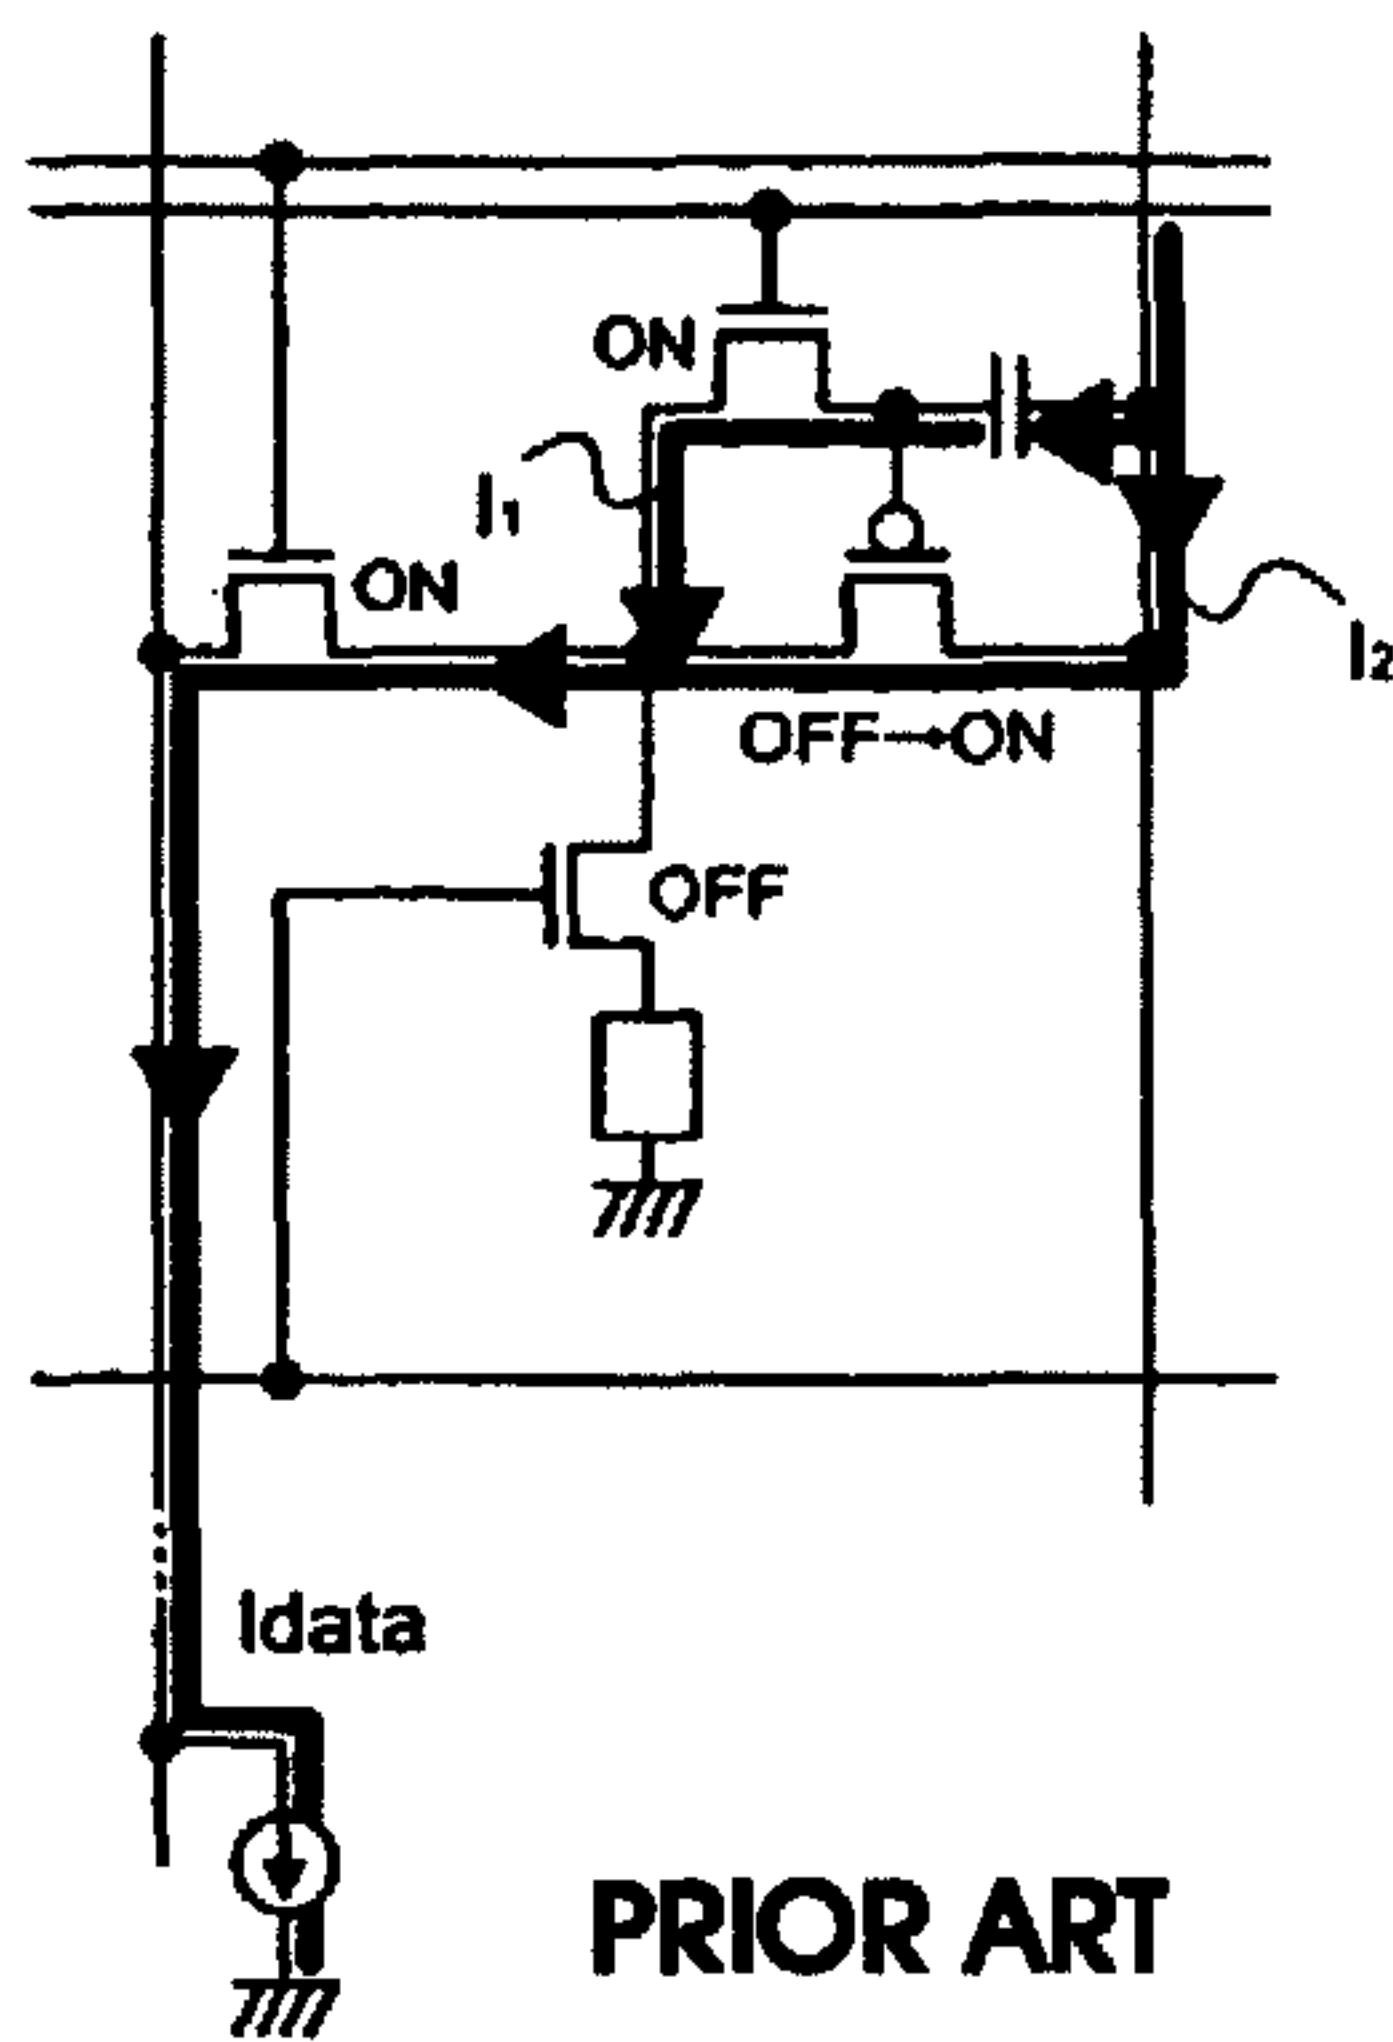 ON
I₁
ON
I₂
OFF→ON
OFF
Idata
PRIOR ART